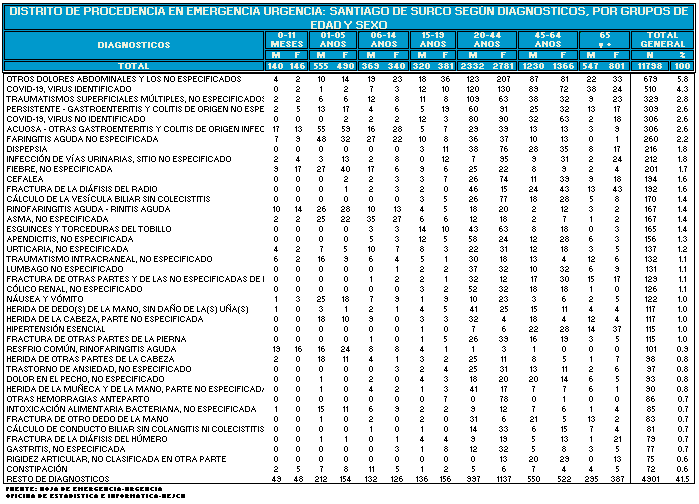 DISTRITO DE PROCEDENCIA EN EMERGENCIA URGENCIA: SANTIAGO DE SURCO SEGÚN DIAGNOSTICOS, POR GRUPOS DE
EDAD Y SEXO
DIAGNOSTICOS 0-11 MESES 01-05 AÑOS 06-14 AÑOS 15-19 AÑOS 20-44 AÑOS 45-64 AÑOS 65 TOTAL GENERAL
M F M F M F M F M F M F M F N %
TOTAL 140 146 555 490 369 340 320 381 2332 2781 1230 1366 547 801 11798 100
OTROS DOLORES ABDOMINALES Y LOS NO ESPECIFICADOS 4 2 10 14 19 23 18 36 123 207 81 87 22 33 679 5.8
COVID-19, VIRUS IDENTIFICADO 0 0 1 2 7 3 12 10 120 130 89 72 38 24 510 4.3
TRAUMATISMOS SUPERFICIALES MÚLTIPLES, NO ESPECIFICADOS 2 2 6 6 12 8 11 8 109 63 38 32 9 23 329 2.8
PERSISTENTE - GASTROENTERITIS Y COLITIS DE ORIGEN NO ESPE 2 5 13 17 4 6 5 19 60 91 25 32 13 17 309 2.6
COVID-19, VIRUS NO IDENTIFICADO 0 0 0 2 2 2 12 3 80 90 32 63 2 18 306 2.6
ACUOSA - OTRAS GASTROENTERITIS Y COLITIS DE ORIGEN INFEC 17 13 55 59 16 28 5 7 29 39 13 13 3 9 306 2.6
FARINGITIS AGUDA NO ESPECIFICADA 7 9 48 32 27 22 10 8 36 37 10 13 0 1 260 2.2
DISPEPSIA 0 0 0 0 0 5 3 11 38 76 28 35 8 17 216 1.8
INFECCIÓN DE VÍAS URINARIAS, SITIO NO ESPECIFICADO 2 4 3 13 2 8 0 12 7 95 9 31 2 24 212 1.8
FIEBRE, NO ESPECIFICADA 9 17 27 40 17 6 9 6 25 22 8 9 2 4 201 1.7
CEFALEA 0 0 0 2 2 3 3 7 26 74 11 39 9 18 194 1.6
FRACTURA DE LA DIÁFISIS DEL RADIO 0 0 0 1 2 3 2 0 46 15 24 43 13 43 192 1.6
CÁLCULO DE LA VESÍCULA BILIAR SIN COLECISTITIS 0 0 0 0 0 0 3 5 26 77 18 28 5 8 170 1.4
RINOFARINGITIS AGUDA - RINITIS AGUDA 10 14 26 28 10 13 4 5 18 20 2 12 3 2 167 1.4
ASMA, NO ESPECIFICADA 2 2 25 22 35 27 6 6 12 18 2 7 1 2 167 1.4
ESGUINCES Y TORCEDURAS DEL TOBILLO 0 0 0 0 3 3 14 10 43 63 8 18 0 3 165 1.4
APENDICITIS, NO ESPECIFICADA 0 0 0 0 5 3 12 5 58 24 12 28 6 3 156 1.3
URTICARIA, NO ESPECIFICADA 4 2 7 5 10 7 8 3 22 31 12 18 3 5 137 1.2
TRAUMATISMO INTRACRANEAL, NO ESPECIFICADO 6 2 16 9 6 4 5 1 30 18 13 4 12 6 132 1.1
LUMBAGO NO ESPECIFICADO 0 0 0 0 0 1 2 2 37 32 10 32 6 9 131 1.1
FRACTURA DE OTRAS PARTES Y DE LAS NO ESPECIFICADAS DE 0 0 0 0 1 2 2 1 32 12 17 30 15 17 129 1.1
CÓLICO RENAL, NO ESPECIFICADO 0 0 0 0 0 0 3 2 52 32 18 18 1 0 126 1.1
NÁUSEA Y VÓMITO 1 3 25 18 7 9 1 9 10 23 3 6 2 5 122 1.0
HERIDA DE DEDO(S) DE LA MANO, SIN DAÑO DE LA(S) UÑA(S) 1 0 3 1 2 1 4 5 41 25 15 11 4 4 117 1.0
HERIDA DE LA CABEZA, PARTE NO ESPECIFICADA 0 0 18 10 9 0 3 3 32 4 18 4 12 4 117 1.0
HIPERTENSIÓN ESENCIAL 0 0 0 0 0 0 1 0 7 6 22 28 14 37 115 1.0
FRACTURA DE OTRAS PARTES DE LA PIERNA 0 0 0 0 1 0 1 5 26 39 16 19 3 5 115 1.0
RESFRIO COMÚN, RINOFARINGITIS AGUDA 19 16 16 24 8 8 4 1 1 3 1 0 0 0 101 0.9
HERIDA DE OTRAS PARTES DE LA CABEZA 2 0 18 11 4 1 3 2 25 11 8 5 1 7 98 0.8
TRASTORNO DE ANSIEDAD, NO ESPECIFICADO 0 0 0 0 0 3 2 4 25 31 13 11 2 6 97 0.8
DOLOR EN EL PECHO, NO ESPECIFICADO 0 0 1 0 2 0 4 3 18 20 20 14 5 6 93 0.8
HERIDA DE LA MUÑECA Y DE LA MANO, PARTE NO ESPECIFICADA 0 0 4 0 2 1 1 3 41 17 7 7 6 1 90 0.8
OTRAS HEMORRAGIAS ANTEPARTO 0 0 0 0 0 0 0 7 0 78 0 1 0 0 86 0.7
INTOXICACIÓN ALIMENTARIA BACTERIANA, NO ESPECIFICADA 1 0 15 11 6 9 2 2 9 12 7 6 1 4 85 0.7
FRACTURA DE OTRO DEDO DE LA MANO 0 0 1 0 0 2 0 2 31 6 21 5 13 2 83 0.7
CÁLCULO DE CONDUCTO BILIAR SIN COLANGITIS NI COLECISTITIS 0 0 0 0 0 1 0 0 14 33 6 15 7 4 81 0.7
FRACTURA DE LA DIÁFISIS DEL HÚMERO 0 0 1 1 0 1 4 4 9 19 5 13 1 21 79 0.7
GASTRITIS, NO ESPECIFICADA 0 0 0 0 0 3 1 8 12 32 5 8 3 5 77 0.7
RIGIDEZ ARTICULAR, NO CLASIFICADA EN OTRA PARTE 0 0 0 0 0 0 0 0 0 13 20 29 0 13 75 0.6
CONSTIPACIÓN 2 5 7 8 11 5 1 2 5 6 7 4 4 5 72 0.6
RESTO DE DIAGNOSTICOS 49 48 212 154 132 126 136 156 997 1137 550 522 295 387 4901 41.5
FUENTE: HOJA DE EMERGENCIA-URGENCIA
OFICINA DE ESTADISTICA E INFORMATICA-HEJCU